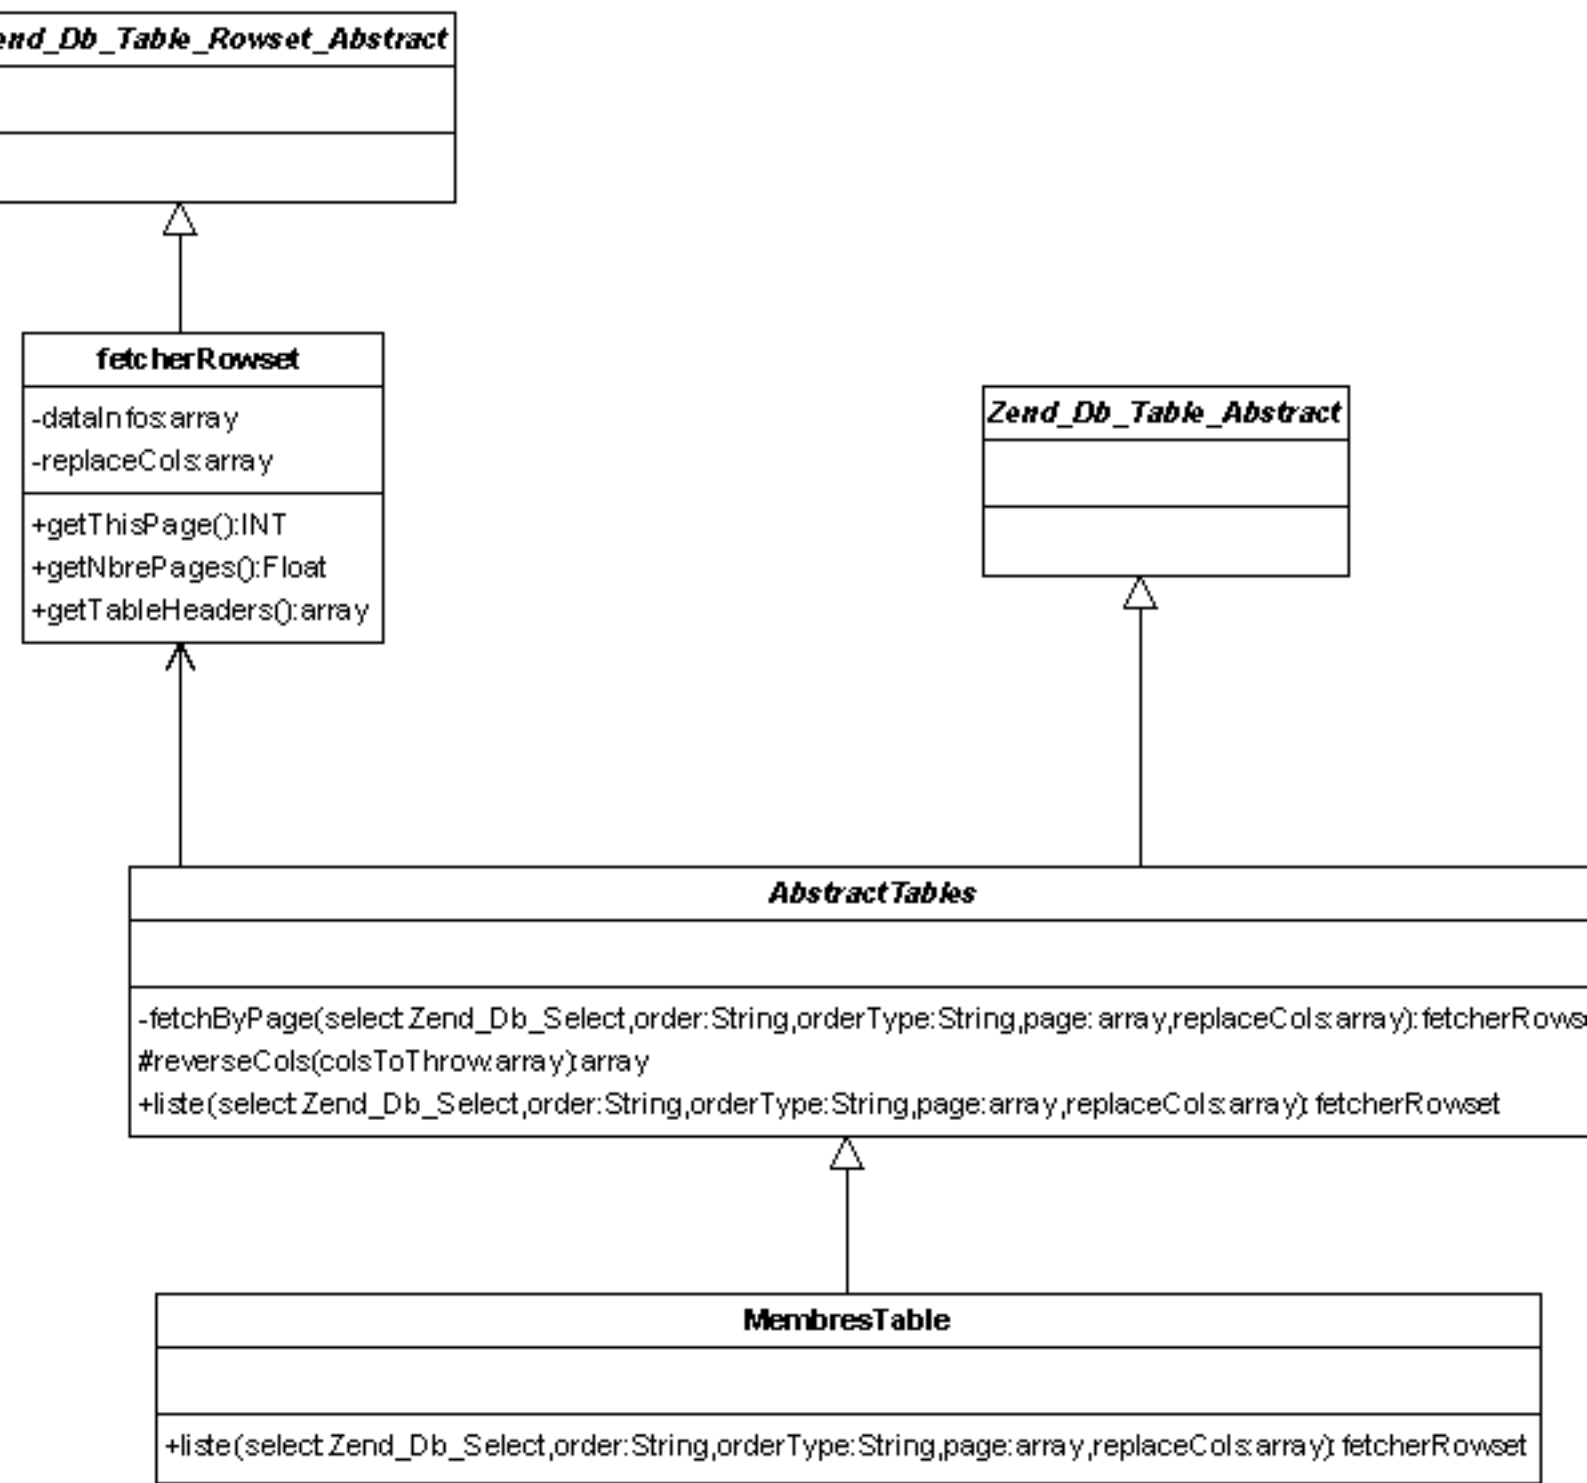 end_Db_Table_Rowset_Abstract
fetcherRowset
-dataInfos:array
-replaceCols:array
+getThisPage():INT
+getNbrePages():Float
+getTableHeaders():array
Zend_Db_Table_Abstract
AbstractTables
-fetchByPage(select:Zend_Db_Select,order:String,orderType:String,page: array,replaceCols:array): fetcherRows
#reverseCols(colsToThrow:array):array
+liste(select:Zend_Db_Select,order:String,orderType:String,page:array,replaceCols:array): fetcherRowset
MembresTable
+liste(select:Zend_Db_Select,order:String,orderType:String,page:array,replaceCols:array): fetcherRowset